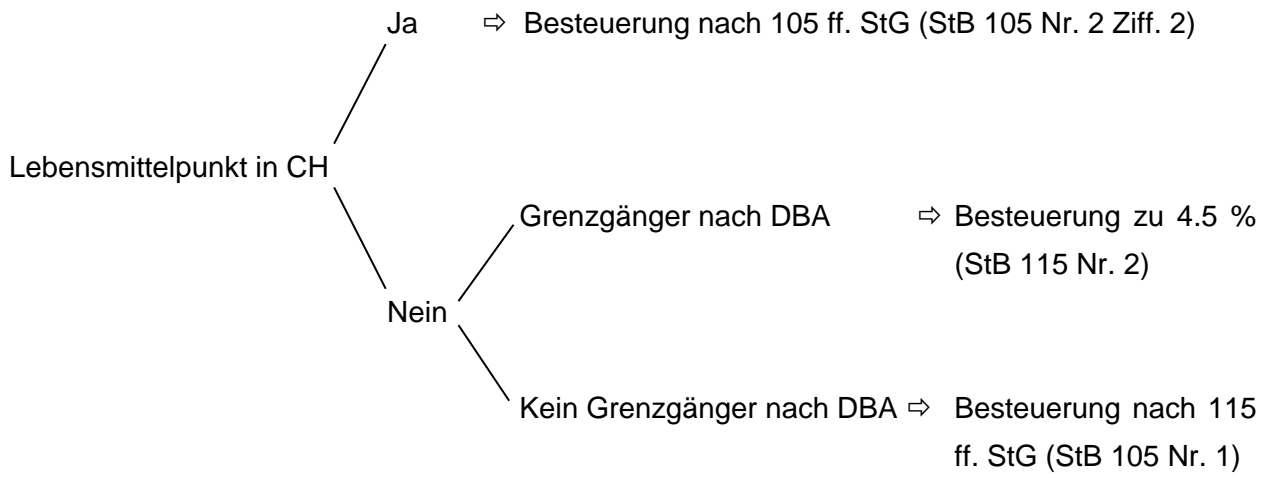 Ja ⇨ Besteuerung nach 105 ff. StG (StB 105 Nr. 2 Ziff. 2)
Lebensmittelpunkt in CH
Grenzgänger nach DBA ⇨ Besteuerung zu 4.5 %
(StB 115 Nr. 2)
Nein
Kein Grenzgänger nach DBA ⇨ Besteuerung nach 115
ff. StG (StB 105 Nr. 1)